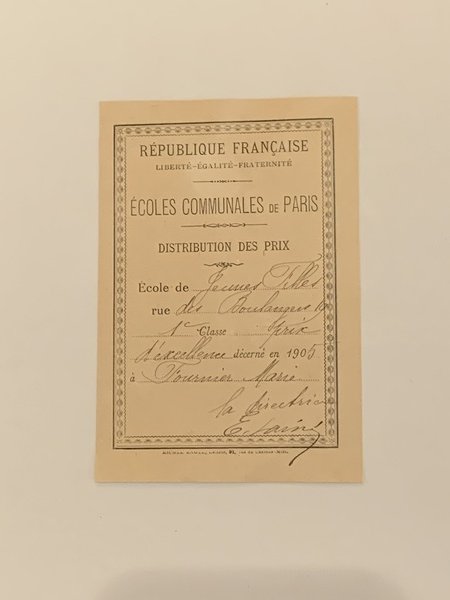 RÉPUBLIQUE FRANÇAISE
LIBERTÉ–ÉGALITÉ–FRATERNITÉ
ÉCOLES COMMUNALES DE PARIS
DISTRIBUTION DES PRIX
École de Jeunes Filles
rue des Boulangers 19
1re Classe Prix
d'excellence décerné en 1905
à Fournier Marie
la directrice